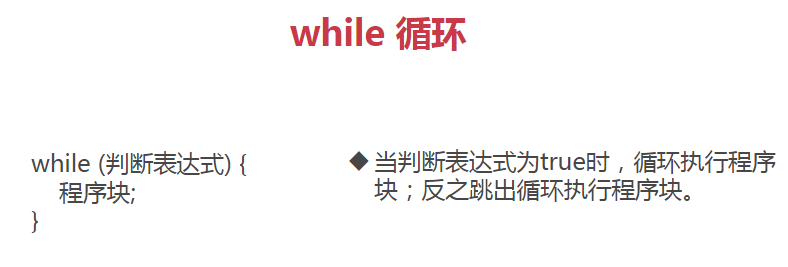 while 循环
while (判断表达式) {
程序块;
}
◆ 当判断表达式为true时，循环执行程序
块；反之跳出循环执行程序块。